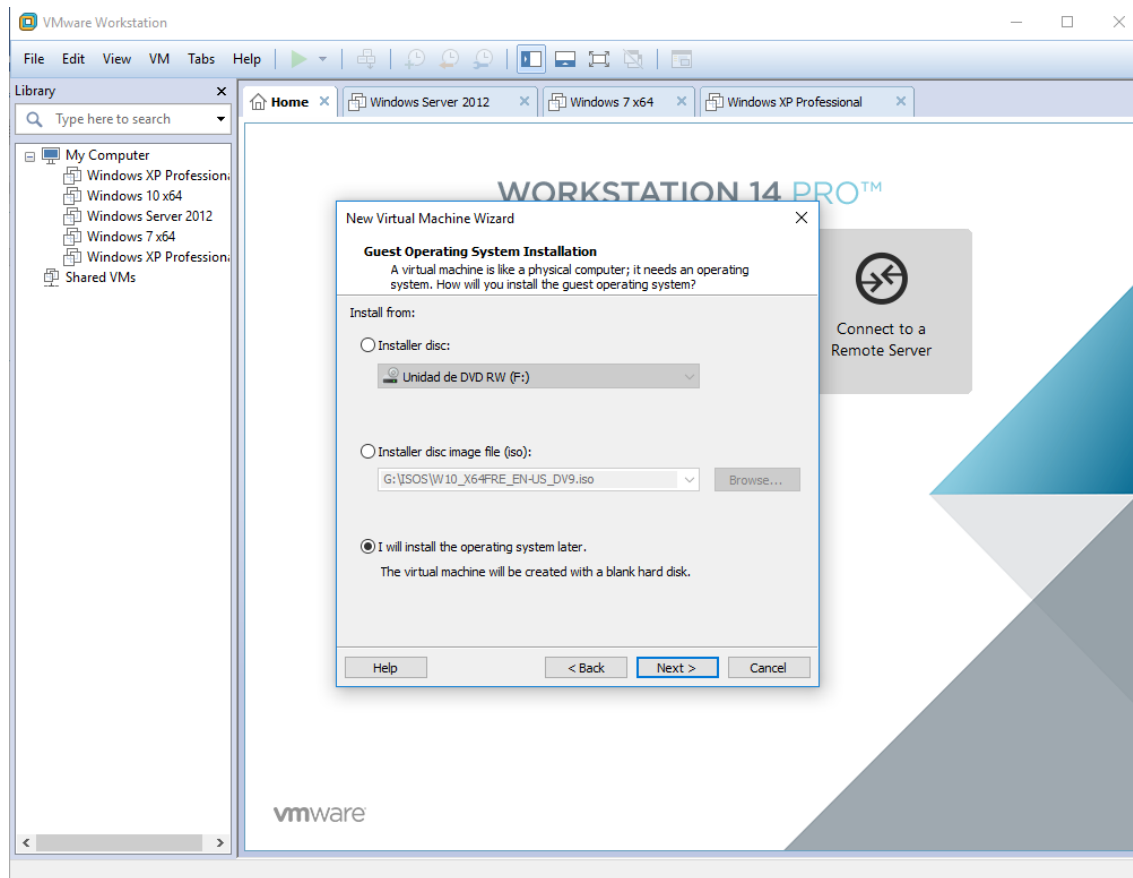 VMware Workstation
File Edit View VM Tabs Help
Library
Type here to search
My Computer
Windows XP Profession
Windows 10 x64
Windows Server 2012
Windows 7 x64
Windows XP Profession
Shared VMs
Home
Windows Server 2012
Windows 7 x64
Windows XP Professional
WORKSTATION 14 PRO™
Connect to a
Remote Server
New Virtual Machine Wizard
Guest Operating System Installation
A virtual machine is like a physical computer; it needs an operating
system. How will you install the guest operating system?
Install from:
Installer disc:
Unidad de DVD RW (F:)
Installer disc image file (iso):
G:\ISOS\W10_X64FRE_EN-US_DV9.iso
Browse...
I will install the operating system later.
The virtual machine will be created with a blank hard disk.
Help
< Back
Next >
Cancel
vmware